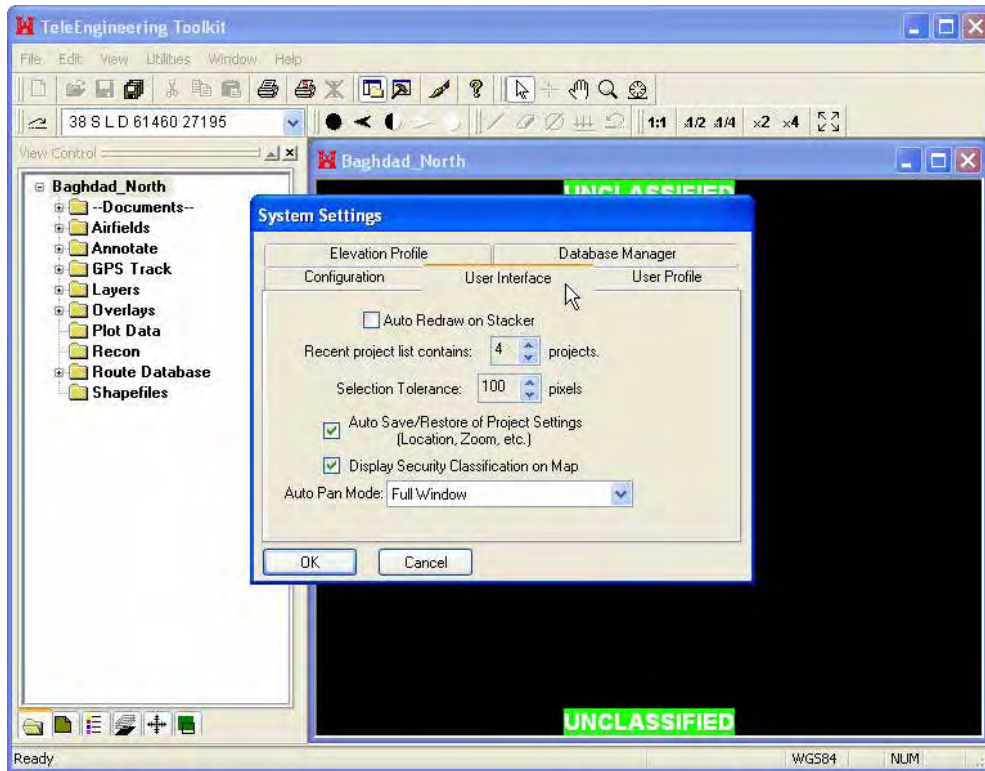 TeleEngineering Toolkit
File Edit View Utilities Window Help
38 S L D 61460 27195
1:1 1/2 1/4 x2 x4
View Control
Baghdad_North
--Documents--
Airfields
Annotate
GPS Track
Layers
Overlays
Plot Data
Recon
Route Database
Shapefiles
Baghdad_North
UNCLASSIFIED
System Settings
Elevation Profile Database Manager
Configuration User Interface User Profile
Auto Redraw on Stacker
Recent project list contains: 4 projects.
Selection Tolerance: 100 pixels
Auto Save/Restore of Project Settings
(Location, Zoom, etc.)
Display Security Classification on Map
Auto Pan Mode: Full Window
OK Cancel
UNCLASSIFIED
Ready WGS84 NUM